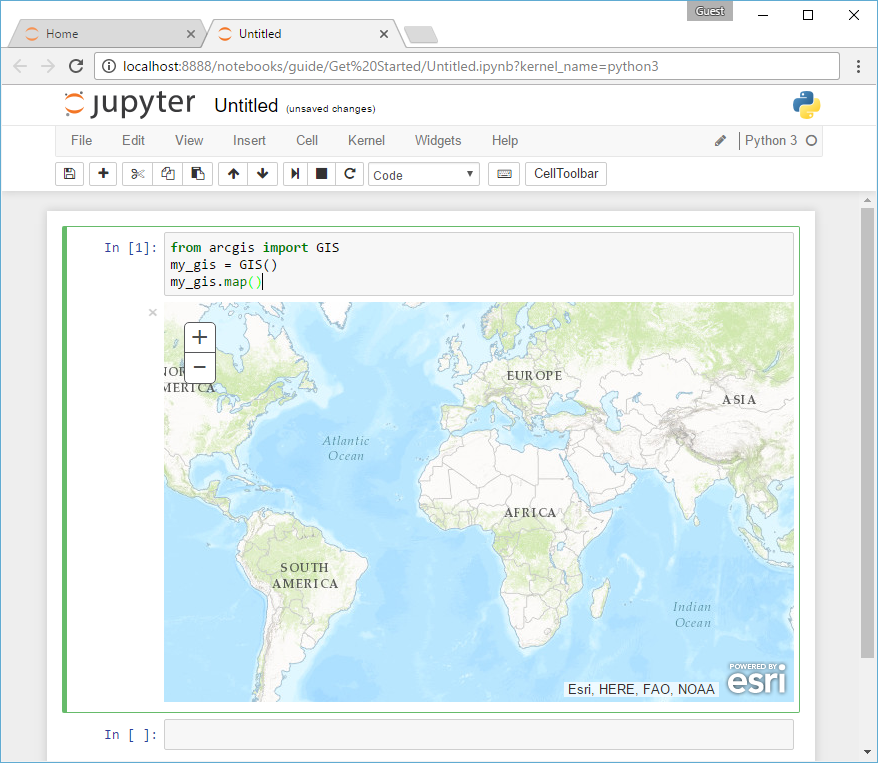 Guest
Home
Untitled
localhost:8888/notebooks/guide/Get%20Started/Untitled.ipynb?kernel_name=python3
jupyter Untitled (unsaved changes)
File Edit View Insert Cell Kernel Widgets Help Python 3
Code CellToolbar
In [1]: from arcgis import GIS
my_gis = GIS()
my_gis.map()
+
−
NOR
MERICA
EUROPE
ASIA
Atlantic
Ocean
AFRICA
SOUTH
AMERICA
Indian
Ocean
POWERED BY
esri
Esri, HERE, FAO, NOAA
In [ ]: